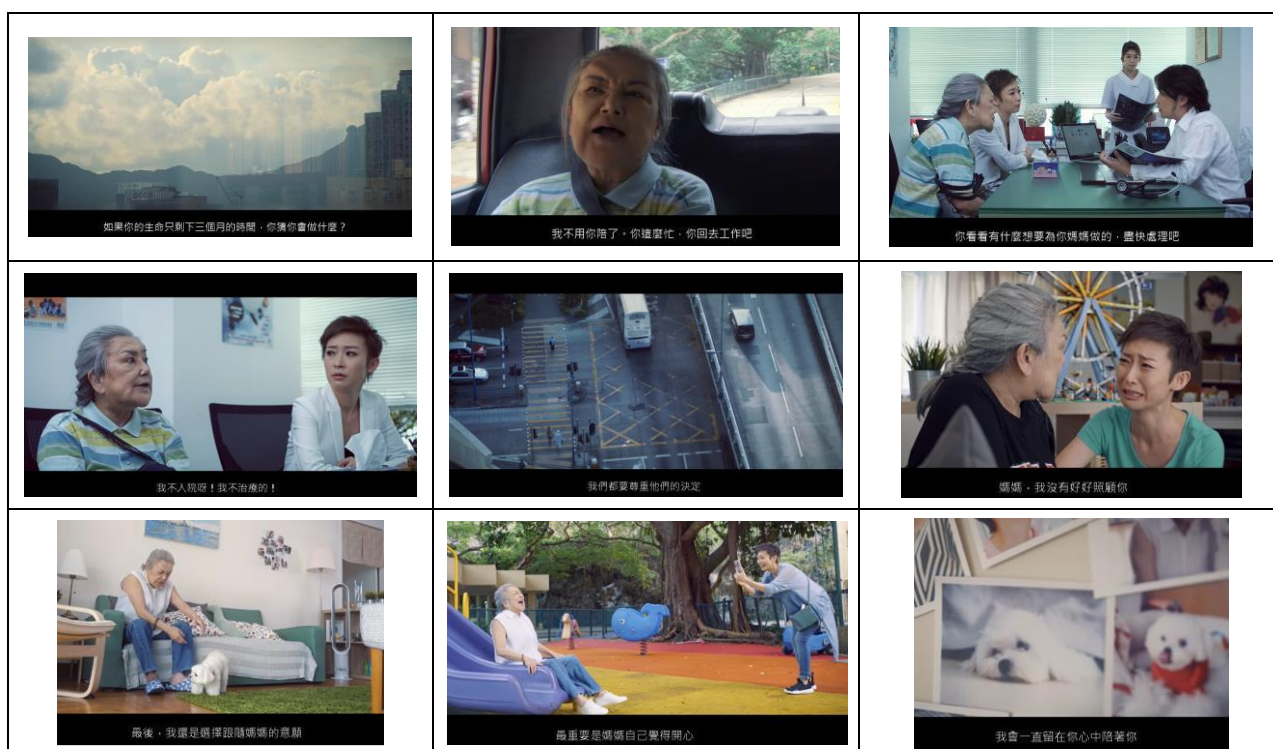 如果你的生命只剩下三個月的時間，你猜你會做什麼？
我不用你陪了。你這麼忙，你回去工作吧
你看看有什麼想要為你媽媽做的，盡快處理吧
我不入院呀！我不治療的！
我們都要尊重他們的決定
媽媽，我沒有好好照顧你
最後，我還是選擇跟隨媽媽的意願
最重要是媽媽自己覺得開心
我會一直留在你心中陪著你